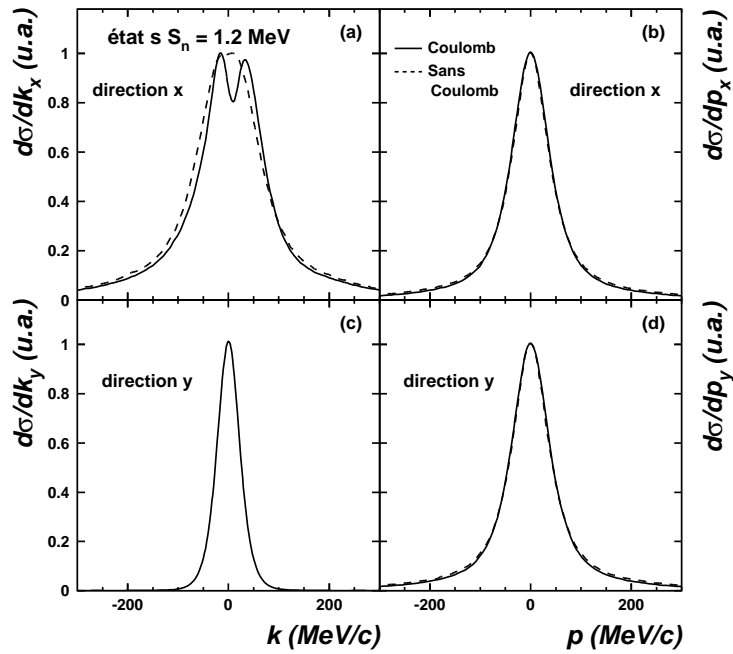 (a)
état s S_n = 1.2 MeV
direction x
dσ/dk_x (u.a.)
1
0.8
0.6
0.4
0.2
0
(b)
Coulomb
Sans
Coulomb
direction x
dσ/dp_x (u.a.)
(c)
direction y
dσ/dk_y (u.a.)
1
0.8
0.6
0.4
0.2
0
-200
0
200
k (MeV/c)
(d)
direction y
dσ/dp_y (u.a.)
-200
0
200
p (MeV/c)